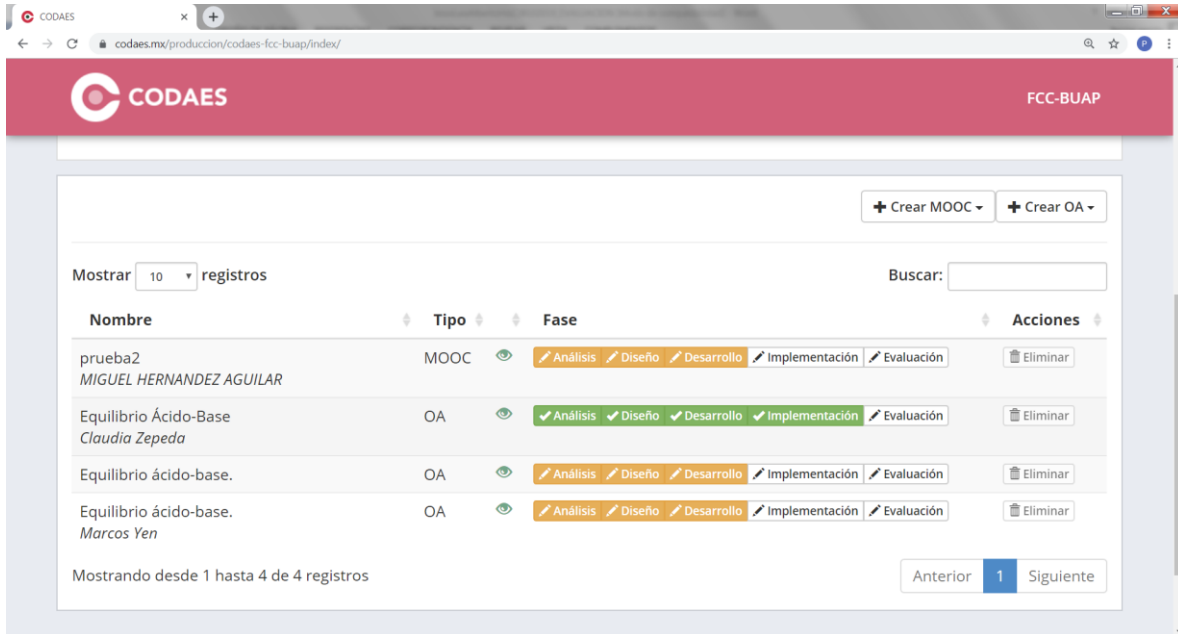 CODAES
codaes.mx/produccion/codaes-fcc-buap/index/
P
CODAES
FCC-BUAP
Crear MOOC
Crear OA
Mostrar 10 registros
Buscar:
Nombre Tipo Fase Acciones
prueba2 MOOC Análisis Diseño Desarrollo Implementación Evaluación Eliminar
MIGUEL HERNANDEZ AGUILAR
Equilibrio Ácido-Base OA Análisis Diseño Desarrollo Implementación Evaluación Eliminar
Claudia Zepeda
Equilibrio ácido-base. OA Análisis Diseño Desarrollo Implementación Evaluación Eliminar
Equilibrio ácido-base. OA Análisis Diseño Desarrollo Implementación Evaluación Eliminar
Marcos Yen
Mostrando desde 1 hasta 4 de 4 registros
Anterior 1 Siguiente